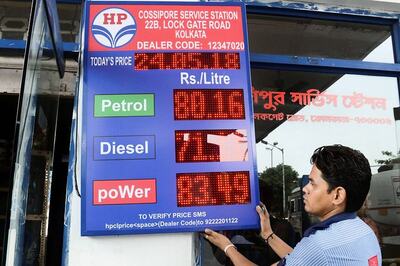 HP
COSSIPORE SERVICE STATION
22B, LOCK GATE ROAD
KOLKATA
DEALER CODE: 12347020
TODAY'S PRICE 24.05.18
Rs./Litre
Petrol 80.16
Diesel
poWer 83.49
TO VERIFY PRICE SMS
hpclprice<space>(Dealer Code) to 9222201122
পুর সার্ভিস স্টেশন